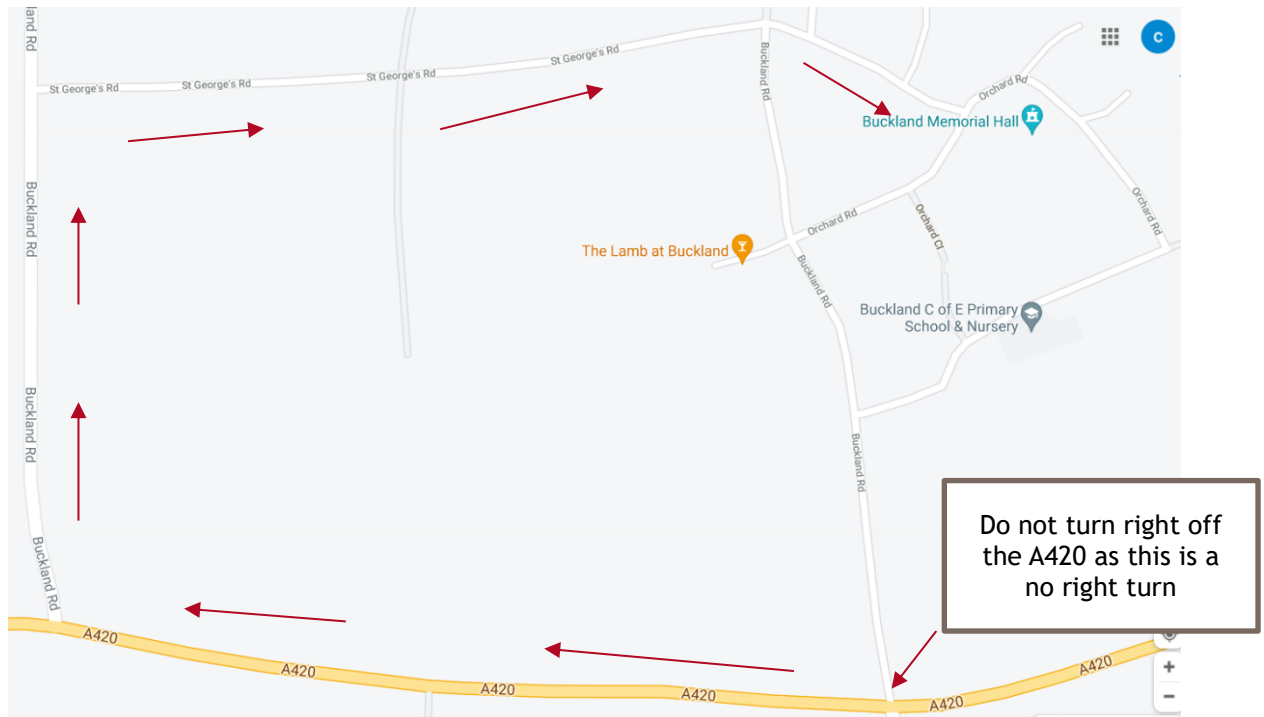 land Rd
St George's Rd
St George's Rd
St George's Rd
St George's Rd
Buckland Rd
C
Orchard Rd
Buckland Memorial Hall
Buckland Rd
Orchard Rd
Orchard Cl
Orchard Rd
The Lamb at Buckland
Buckland Rd
Buckland C of E Primary
School & Nursery
Buckland Rd
Buckland Rd
Buckland Rd
Do not turn right off
the A420 as this is a
no right turn
A420
A420
A420
A420
A420
A420
+
−